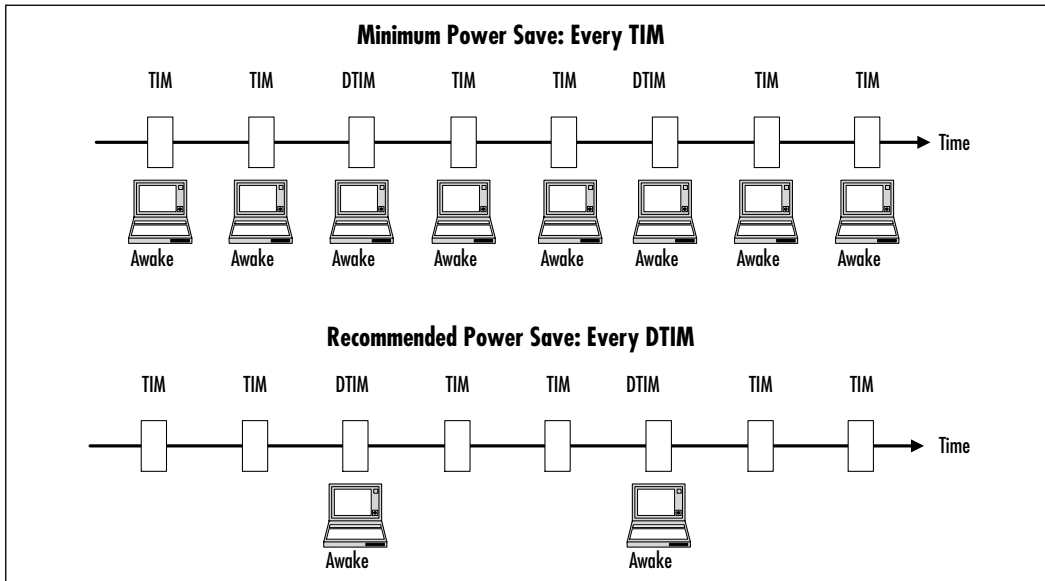 Minimum Power Save: Every TIM
TIM TIM DTIM TIM TIM DTIM TIM TIM
Time
Awake Awake Awake Awake Awake Awake Awake Awake
Recommended Power Save: Every DTIM
TIM TIM DTIM TIM TIM DTIM TIM TIM
Time
Awake Awake